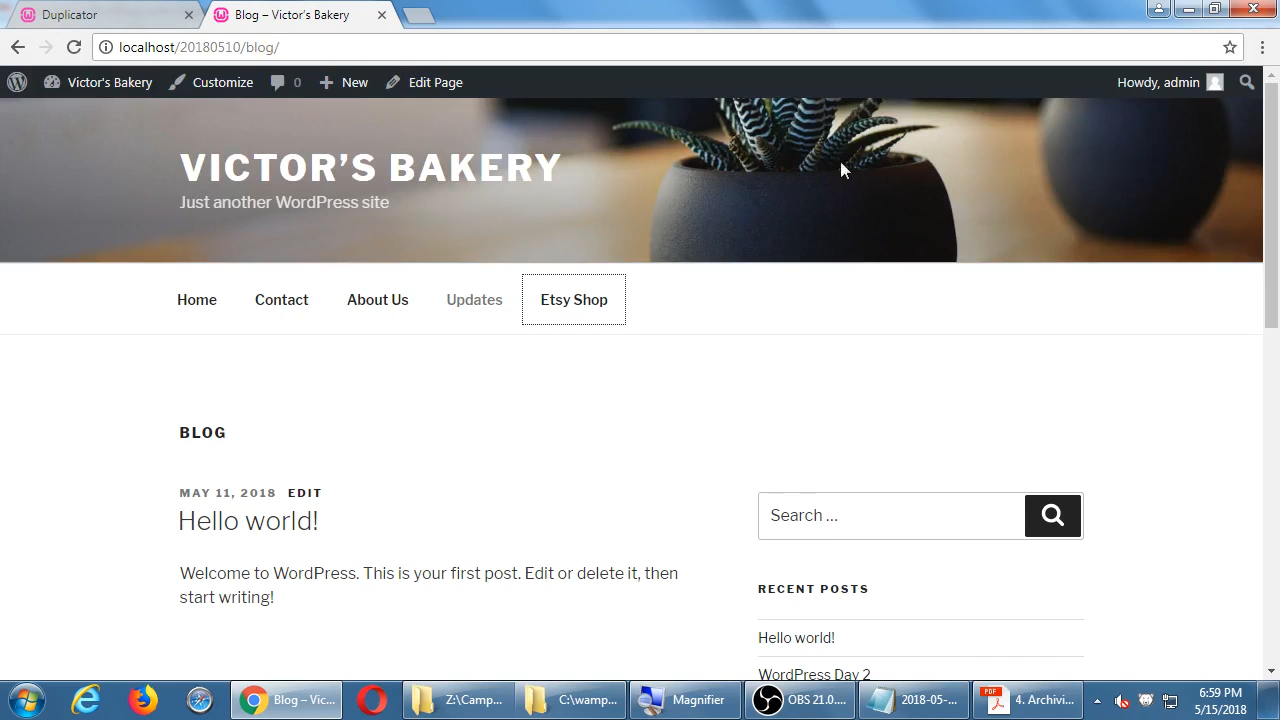 Duplicator
Blog – Victor's Bakery
localhost/20180510/blog/
Victor's Bakery
Customize
0
New
Edit Page
Howdy, admin
VICTOR’S BAKERY
Just another WordPress site
Home
Contact
About Us
Updates
Etsy Shop
BLOG
MAY 11, 2018 EDIT
Hello world!
Welcome to WordPress. This is your first post. Edit or delete it, then
start writing!
Search …
RECENT POSTS
Hello world!
WordPress Day 2
Blog – Vic...
Z:\Camp...
C:\wamp...
Magnifier
OBS 21.0....
2018-05-...
PDF
4. Archivi...
6:59 PM
5/15/2018